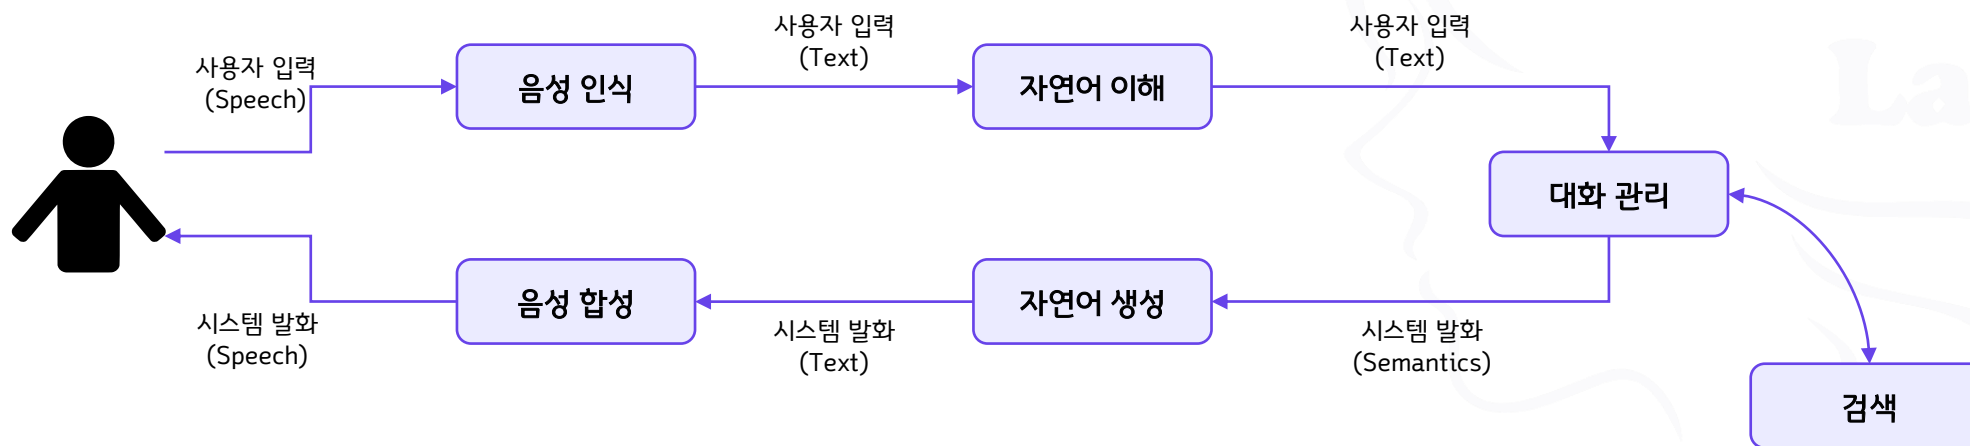 사용자 입력
(Speech)
음성 인식
사용자 입력
(Text)
자연어 이해
사용자 입력
(Text)
대화 관리
검색
시스템 발화
(Semantics)
자연어 생성
시스템 발화
(Text)
음성 합성
시스템 발화
(Speech)
La